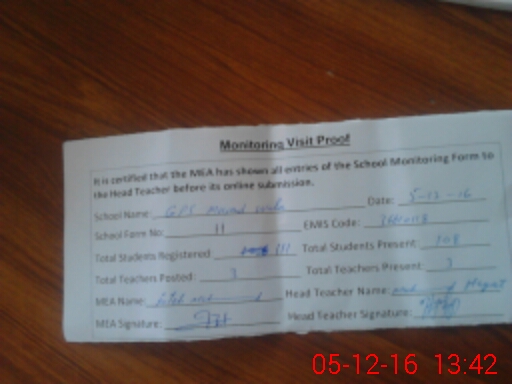 Monitoring Visit Proof
It is certified that the MEA has shown all entries of the School Monitoring Form to
the Head Teacher before its online submission.
School Name: GPS Date: 5-12-16
School Form No: 11 EMIS Code:
Total Students Registered: 111 Total Students Present: 108
Total Teachers Posted: 3 Total Teachers Present: 3
MEA Name: Head Teacher Name:
MEA Signature: Head Teacher Signature:
05-12-16 13:42